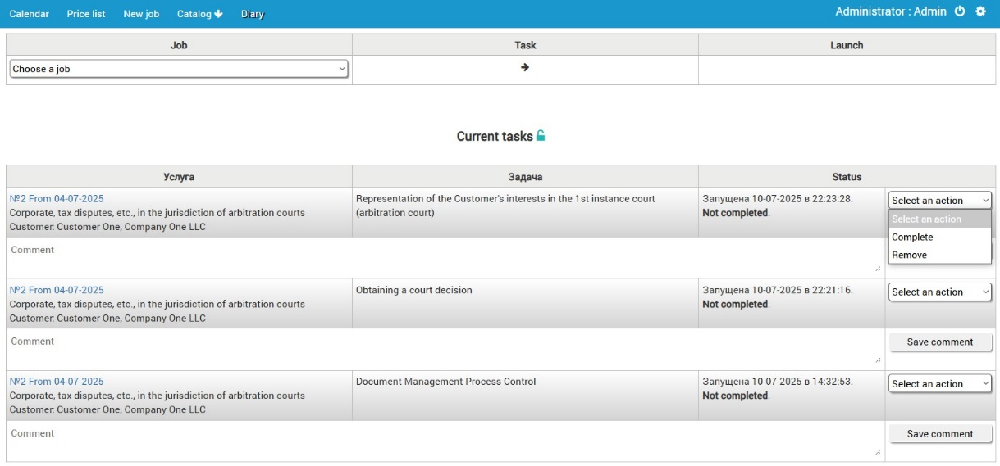 Calendar Price list New job Catalog Diary Administrator : Admin
Job Task Launch
Choose a job
Current tasks
Услуга Задача Status
№2 From 04-07-2025
Corporate, tax disputes, etc., in the jurisdiction of arbitration courts
Customer: Customer One, Company One LLC
Representation of the Customer's interests in the 1st instance court
(arbitration court)
Запущена 10-07-2025 в 22:23:28.
Not completed.
Select an action
Select an action
Complete
Remove
Comment
№2 From 04-07-2025
Corporate, tax disputes, etc., in the jurisdiction of arbitration courts
Customer: Customer One, Company One LLC
Obtaining a court decision
Запущена 10-07-2025 в 22:21:16.
Not completed.
Select an action
Comment
Save comment
№2 From 04-07-2025
Corporate, tax disputes, etc., in the jurisdiction of arbitration courts
Customer: Customer One, Company One LLC
Document Management Process Control
Запущена 10-07-2025 в 14:32:53.
Not completed.
Select an action
Comment
Save comment